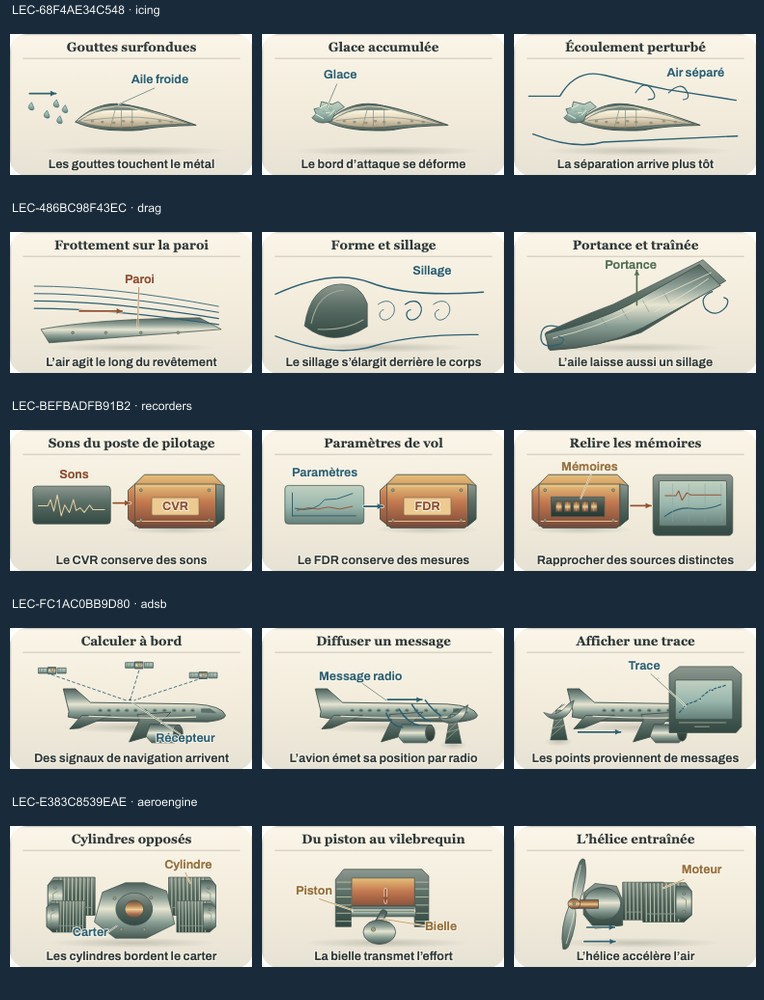 LEC-68F4AE34C548 · icing
Gouttes surfondues
Aile froide
Les gouttes touchent le métal
Glace accumulée
Glace
Le bord d'attaque se déforme
Écoulement perturbé
Air séparé
La séparation arrive plus tôt
LEC-486BC98F43EC · drag
Frottement sur la paroi
Paroi
L'air agit le long du revêtement
Forme et sillage
Sillage
Le sillage s'élargit derrière le corps
Portance et traînée
Portance
L'aile laisse aussi un sillage
LEC-BEFBADFB91B2 · recorders
Sons du poste de pilotage
Sons
CVR
Le CVR conserve des sons
Paramètres de vol
Paramètres
FDR
Le FDR conserve des mesures
Relire les mémoires
Mémoires
Rapprocher des sources distinctes
LEC-FC1AC0BB9D80 · adsb
Calculer à bord
Récepteur
Des signaux de navigation arrivent
Diffuser un message
Message radio
L'avion émet sa position par radio
Afficher une trace
Trace
Les points proviennent de messages
LEC-E383C8539EAE · aeroengine
Cylindres opposés
Cylindre
Carter
Les cylindres bordent le carter
Du piston au vilebrequin
Piston
Bielle
La bielle transmet l'effort
L'hélice entraînée
Moteur
L'hélice accélère l'air